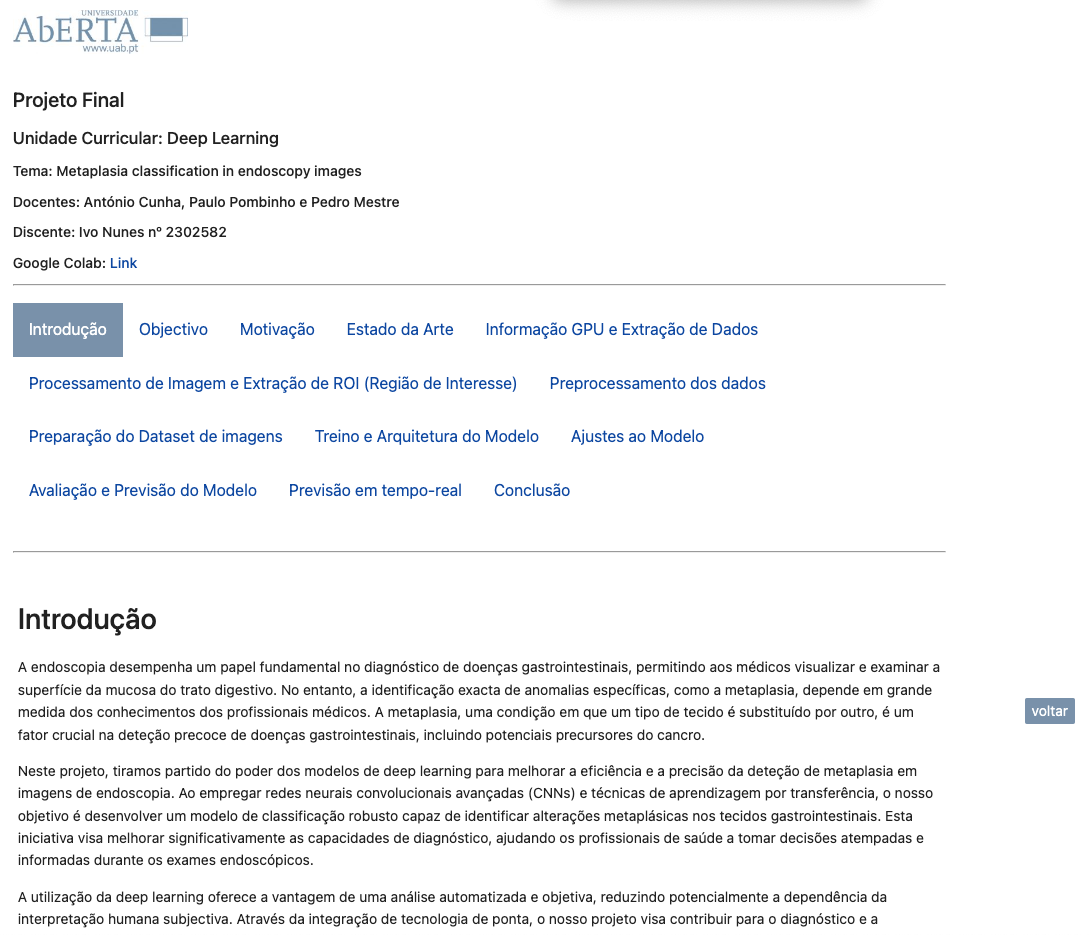 UNIVERSIDADE
AbERTA
www.uab.pt
Projeto Final
Unidade Curricular: Deep Learning
Tema: Metaplasia classification in endoscopy images
Docentes: António Cunha, Paulo Pombinho e Pedro Mestre
Discente: Ivo Nunes nº 2302582
Google Colab: Link
Introdução Objectivo Motivação Estado da Arte Informação GPU e Extração de Dados
Processamento de Imagem e Extração de ROI (Região de Interesse) Preprocessamento dos dados
Preparação do Dataset de imagens Treino e Arquitetura do Modelo Ajustes ao Modelo
Avaliação e Previsão do Modelo Previsão em tempo-real Conclusão
Introdução
A endoscopia desempenha um papel fundamental no diagnóstico de doenças gastrointestinais, permitindo aos médicos visualizar e examinar a
superfície da mucosa do trato digestivo. No entanto, a identificação exacta de anomalias específicas, como a metaplasia, depende em grande
medida dos conhecimentos dos profissionais médicos. A metaplasia, uma condição em que um tipo de tecido é substituído por outro, é um
fator crucial na deteção precoce de doenças gastrointestinais, incluindo potenciais precursores do cancro.
voltar
Neste projeto, tiramos partido do poder dos modelos de deep learning para melhorar a eficiência e a precisão da deteção de metaplasia em
imagens de endoscopia. Ao empregar redes neurais convolucionais avançadas (CNNs) e técnicas de aprendizagem por transferência, o nosso
objetivo é desenvolver um modelo de classificação robusto capaz de identificar alterações metaplásicas nos tecidos gastrointestinais. Esta
iniciativa visa melhorar significativamente as capacidades de diagnóstico, ajudando os profissionais de saúde a tomar decisões atempadas e
informadas durante os exames endoscópicos.
A utilização da deep learning oferece a vantagem de uma análise automatizada e objetiva, reduzindo potencialmente a dependência da
interpretação humana subjectiva. Através da integração de tecnologia de ponta, o nosso projeto visa contribuir para o diagnóstico e a